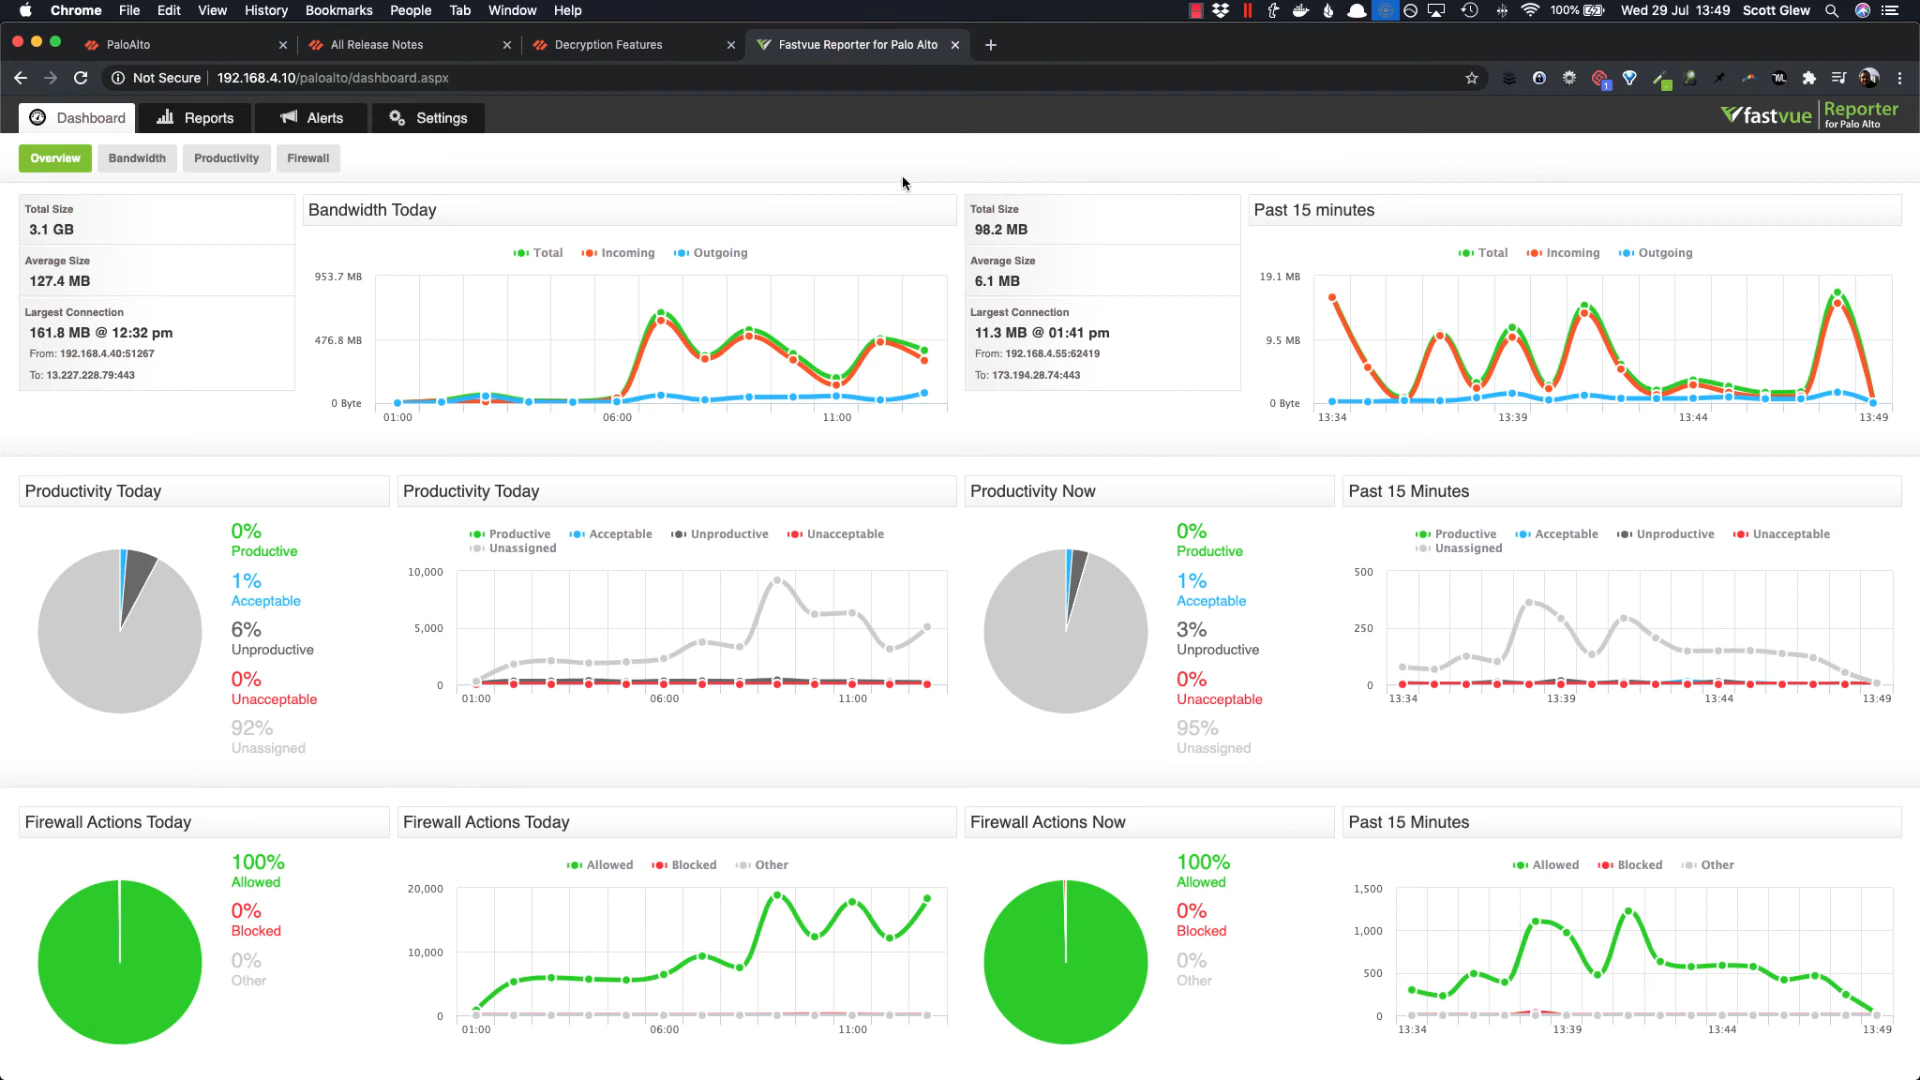 Chrome File Edit View History Bookmarks People Tab Window Help 100% Wed 29 Jul 13:49 Scott Glew
PaloAlto All Release Notes Decryption Features Fastvue Reporter for Palo Alto
Not Secure 192.168.4.10/paloalto/dashboard.aspx 1
Dashboard Reports Alerts Settings fastvue Reporter
for Palo Alto
Overview Bandwidth Productivity Firewall
Total Size
3.1 GB
Average Size
127.4 MB
Largest Connection
161.8 MB @ 12:32 pm
From: 192.168.4.40:51267
To: 13.227.228.79:443
Bandwidth Today
Total Incoming Outgoing
953.7 MB
476.8 MB
0 Byte
01:00 06:00 11:00
Total Size
98.2 MB
Average Size
6.1 MB
Largest Connection
11.3 MB @ 01:41 pm
From: 192.168.4.55:62419
To: 173.194.28.74:443
Past 15 minutes
Total Incoming Outgoing
19.1 MB
9.5 MB
0 Byte
13:34 13:39 13:44 13:49
Productivity Today
0%
Productive
1%
Acceptable
6%
Unproductive
0%
Unacceptable
92%
Unassigned
Productivity Today
Productive Acceptable Unproductive Unacceptable
Unassigned
10,000
5,000
0
01:00 06:00 11:00
Productivity Now
0%
Productive
1%
Acceptable
3%
Unproductive
0%
Unacceptable
95%
Unassigned
Past 15 Minutes
Productive Acceptable Unproductive Unacceptable
Unassigned
500
250
0
13:34 13:39 13:44 13:49
Firewall Actions Today
100%
Allowed
0%
Blocked
0%
Other
Firewall Actions Today
Allowed Blocked Other
20,000
10,000
0
01:00 06:00 11:00
Firewall Actions Now
100%
Allowed
0%
Blocked
0%
Other
Past 15 Minutes
Allowed Blocked Other
1,500
1,000
500
0
13:34 13:39 13:44 13:49